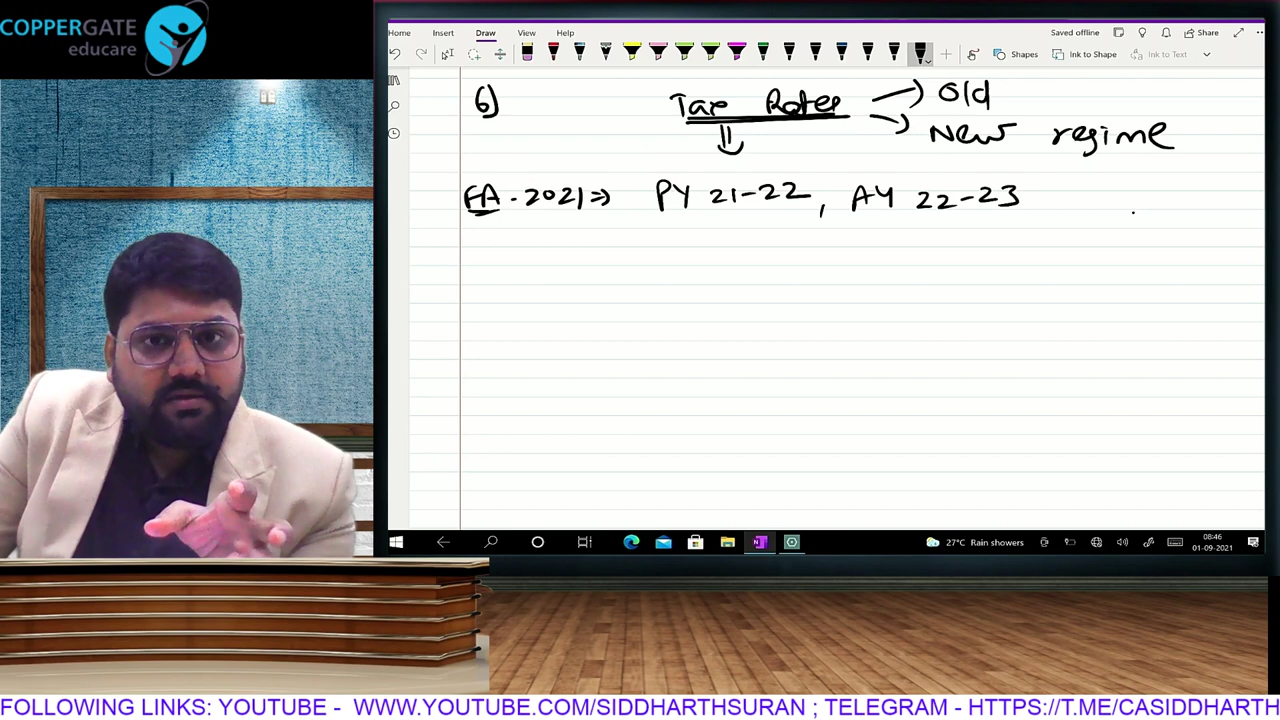 COPPERGATE
educare
Home Insert Draw View Help
Saved offline
Share
Shapes
Ink to Shape
Ink to Text
6) Tax Rates → Old
→ New regime
FA. 2021 ⇒ PY 21-22, AY 22-23
27°C Rain showers
08:46
01-09-2021
FOLLOWING LINKS: YOUTUBE - WWW.YOUTUBE.COM/SIDDHARTHSURAN ; TELEGRAM - HTTPS://T.ME/CASIDDHARTH